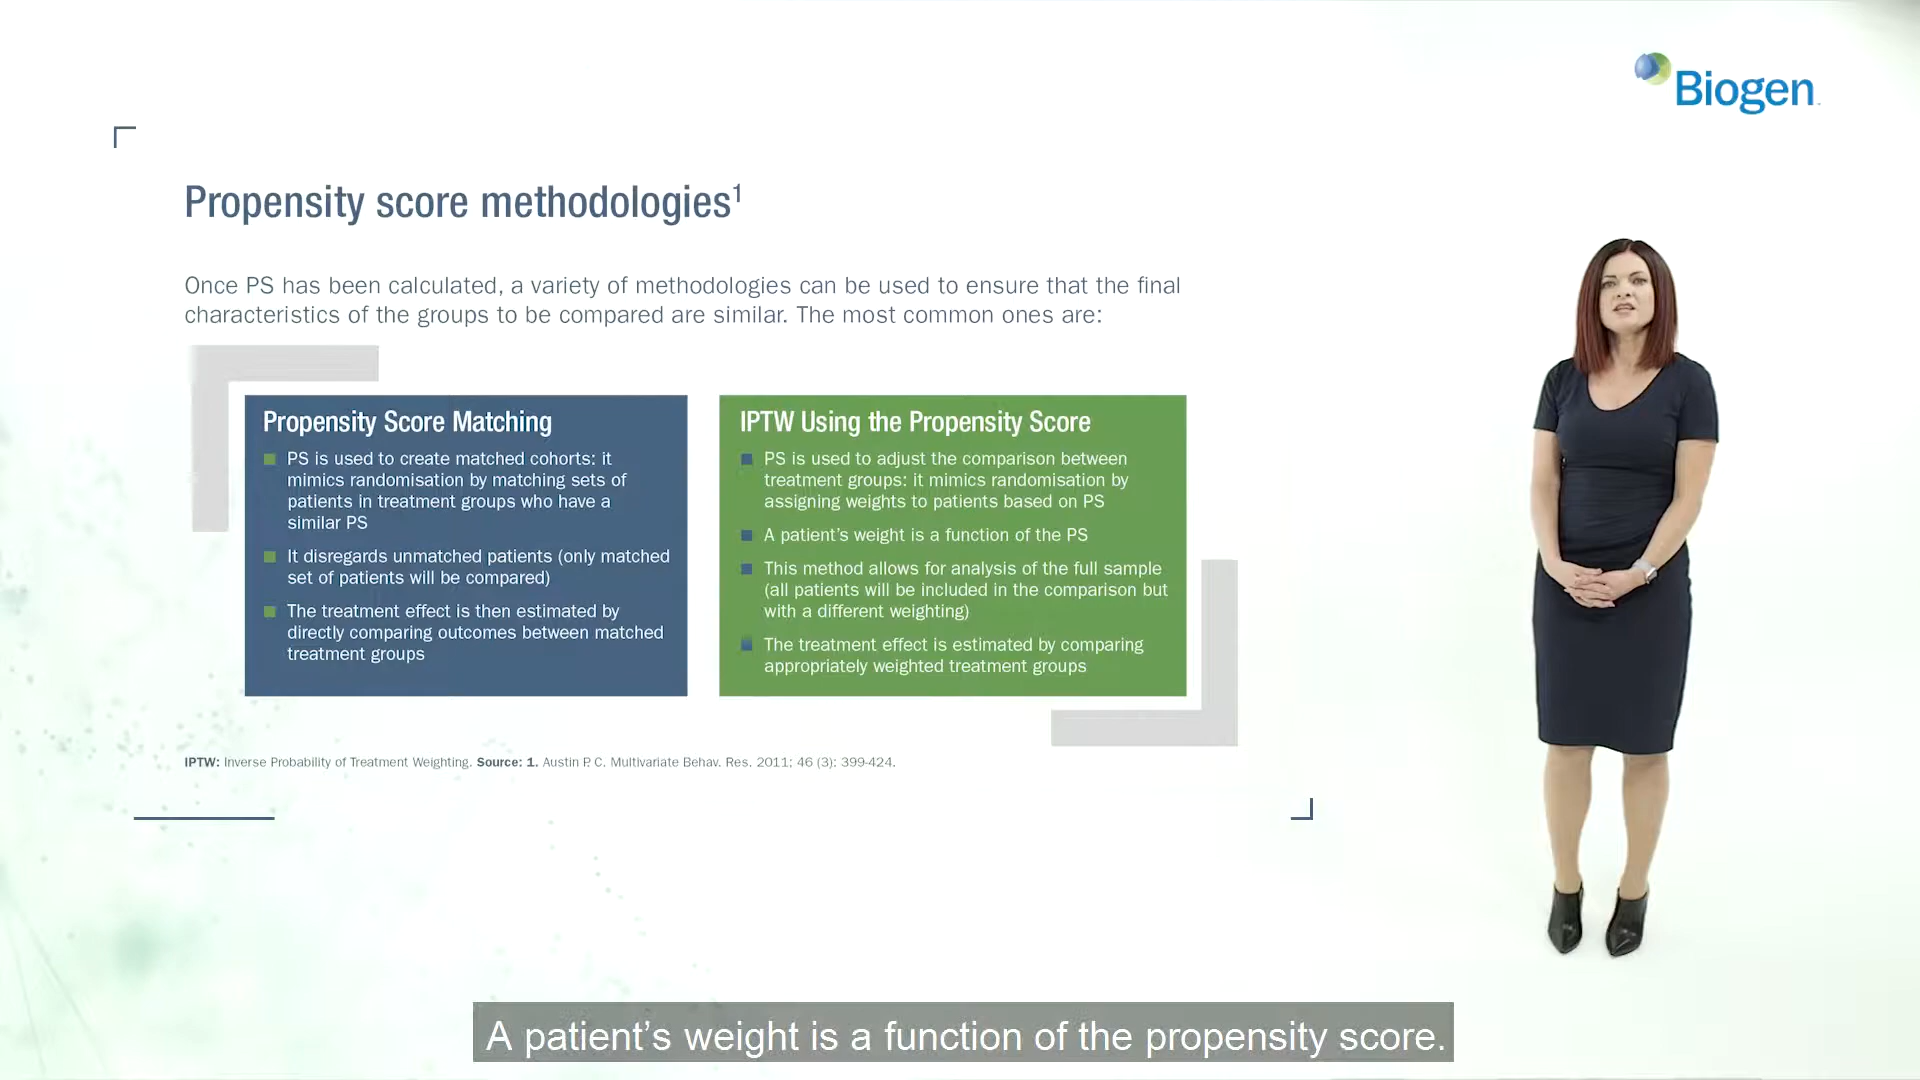 Biogen
Propensity score methodologies¹
Once PS has been calculated, a variety of methodologies can be used to ensure that the final
characteristics of the groups to be compared are similar. The most common ones are:
Propensity Score Matching
PS is used to create matched cohorts: it
mimics randomisation by matching sets of
patients in treatment groups who have a
similar PS
It disregards unmatched patients (only matched
set of patients will be compared)
The treatment effect is then estimated by
directly comparing outcomes between matched
treatment groups
IPTW Using the Propensity Score
PS is used to adjust the comparison between
treatment groups: it mimics randomisation by
assigning weights to patients based on PS
A patient's weight is a function of the PS
This method allows for analysis of the full sample
(all patients will be included in the comparison but
with a different weighting)
The treatment effect is estimated by comparing
appropriately weighted treatment groups
IPTW: Inverse Probability of Treatment Weighting. Source: 1. Austin P. C. Multivariate Behav. Res. 2011; 46 (3): 399-424.
A patient's weight is a function of the propensity score.